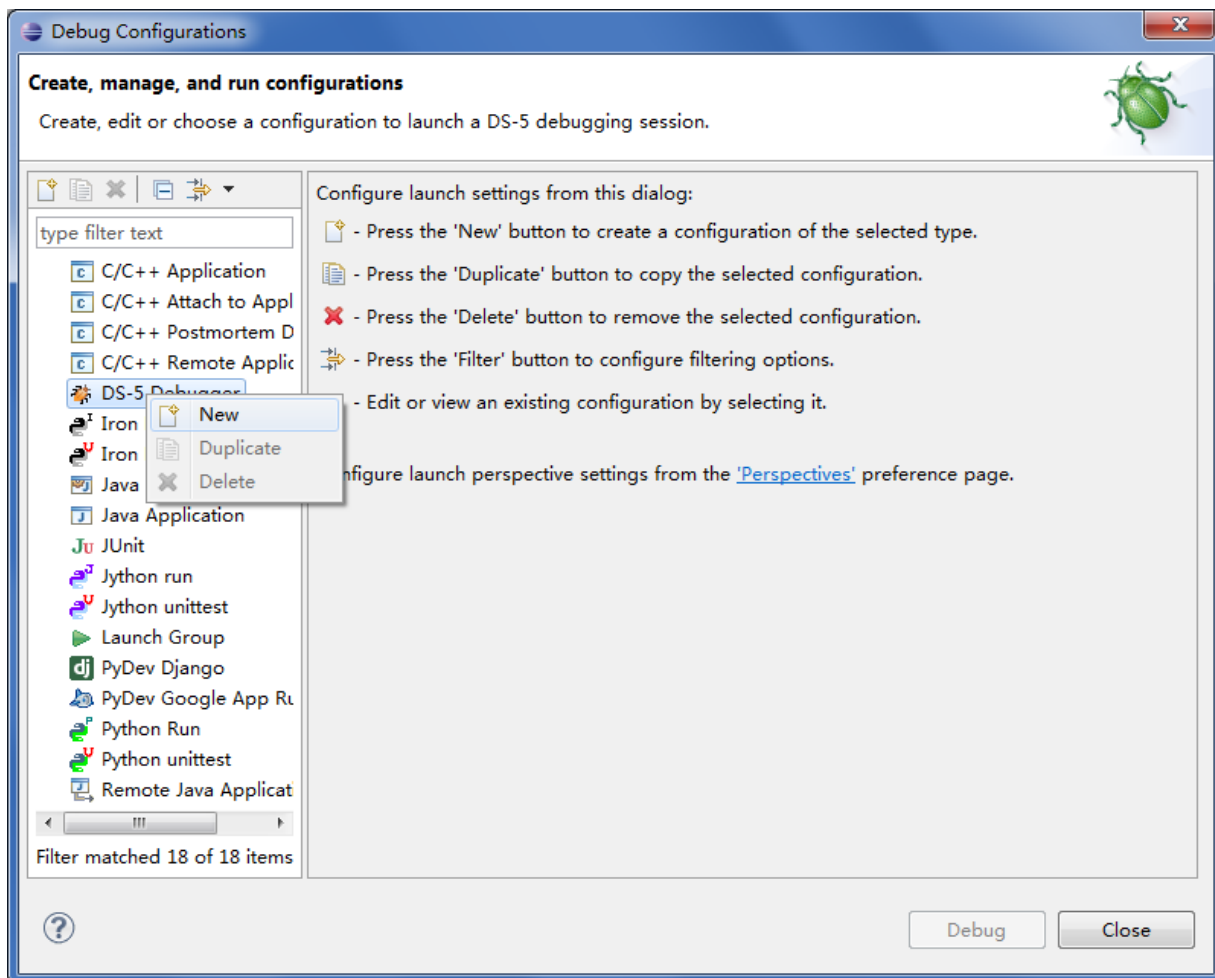 Debug Configurations
Create, manage, and run configurations
Create, edit or choose a configuration to launch a DS-5 debugging session.
type filter text
C/C++ Application
C/C++ Attach to Appl
C/C++ Postmortem D
C/C++ Remote Applic
DS-5 Debugger
Iron
Iron
Java
Java Application
JUnit
Jython run
Jython unittest
Launch Group
PyDev Django
PyDev Google App Ru
Python Run
Python unittest
Remote Java Applicat
Filter matched 18 of 18 items
New
Duplicate
Delete
Configure launch settings from this dialog:
- Press the 'New' button to create a configuration of the selected type.
- Press the 'Duplicate' button to copy the selected configuration.
- Press the 'Delete' button to remove the selected configuration.
- Press the 'Filter' button to configure filtering options.
- Edit or view an existing configuration by selecting it.
nfigure launch perspective settings from the 'Perspectives' preference page.
Debug
Close